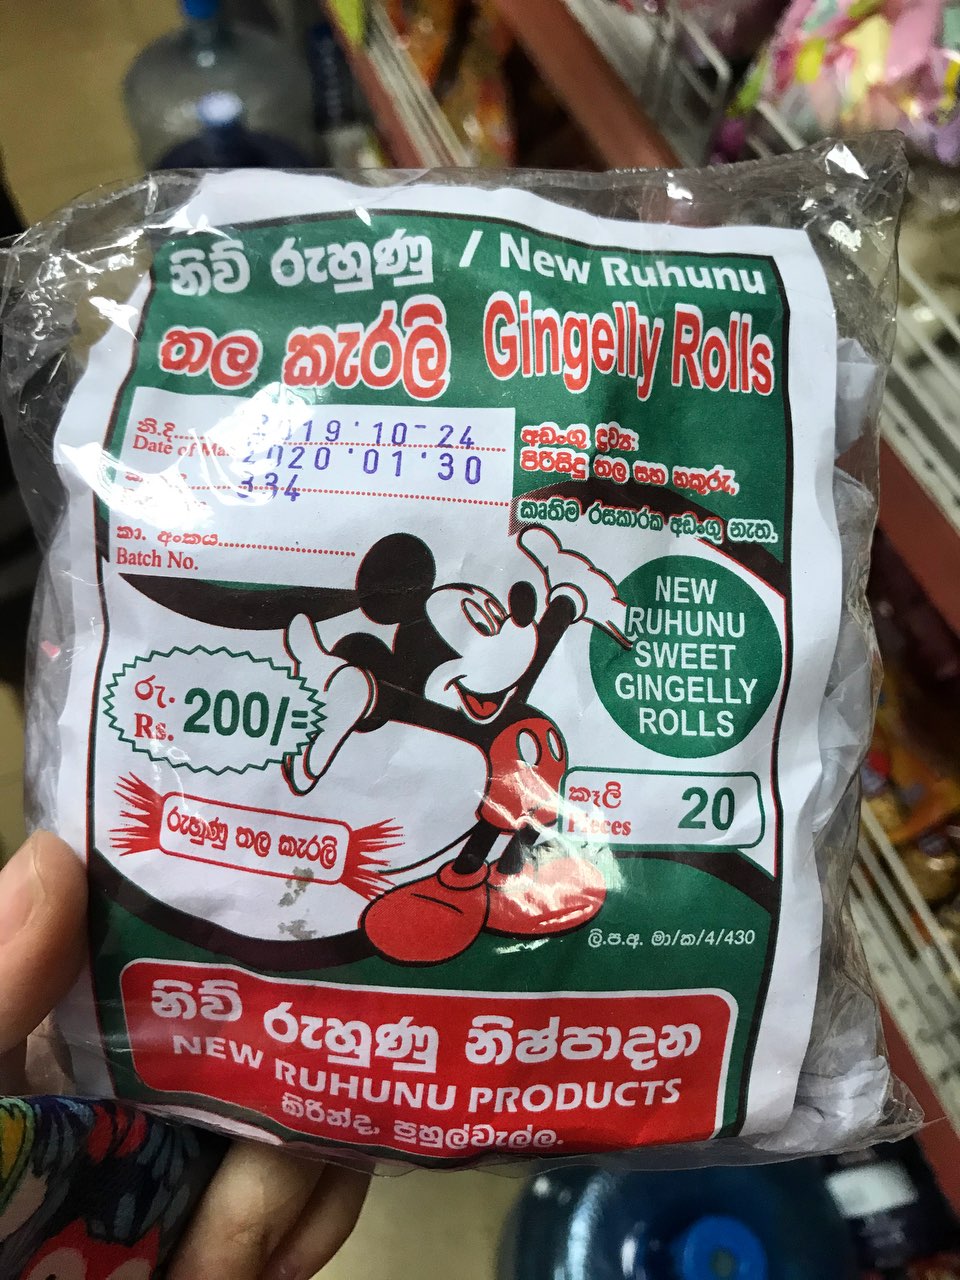 නිව් රුහුණු / New Ruhunu
තල කැරලි Gingelly Rolls
නි.දි.
2019.10-24
Date of Ma
2020.01.30
334
කා. අංකය
Batch No.
අඩංගු ද්‍රව්‍ය:
පිරිසිදු තල සහ හකුරු,
කෘතිම රසකාරක අඩංගු නැත.
NEW
RUHUNU
SWEET
GINGELLY
ROLLS
රු.
Rs. 200/=
කෑලි
Pieces 20
රුහුණු තල කැරලි
ලි.ප.අ. මා/ක/4/430
නිව් රුහුණු නිෂ්පාදන
NEW RUHUNU PRODUCTS
කිරින්ද, පුහුල්වැල්ල.